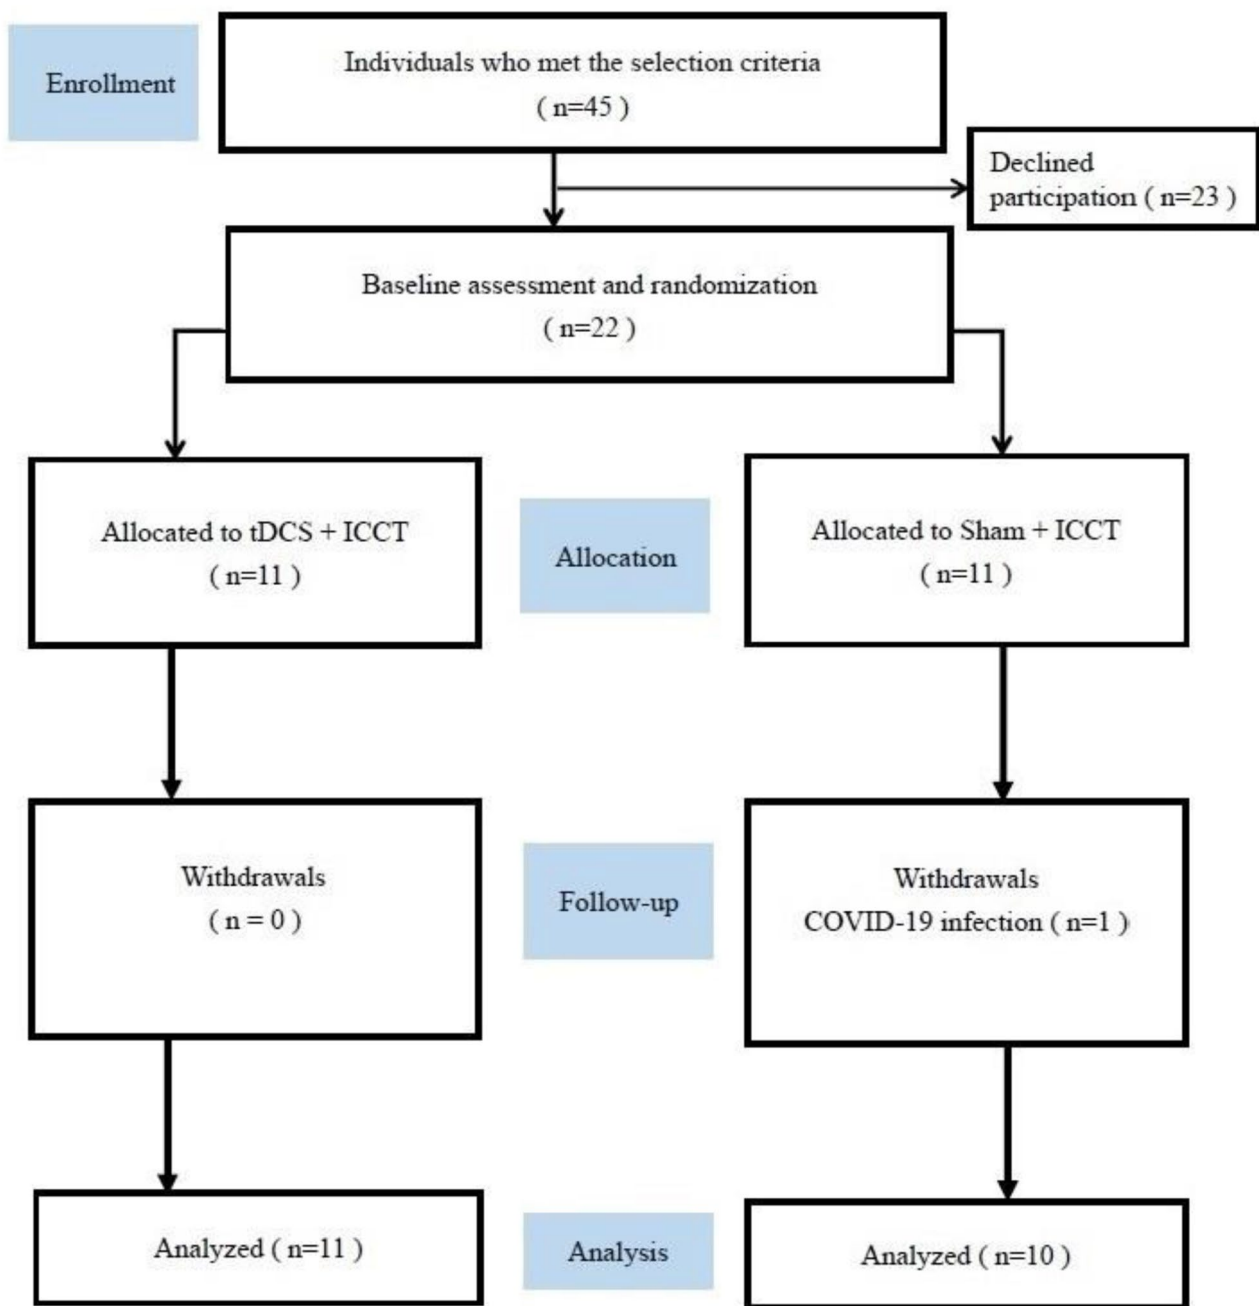 Enrollment
Individuals who met the selection criteria
( n=45 )
Declined
participation ( n=23 )
Baseline assessment and randomization
( n=22 )
Allocated to tDCS + ICCT
( n=11 )
Allocation
Allocated to Sham + ICCT
( n=11 )
Withdrawals
( n = 0 )
Follow-up
Withdrawals
COVID-19 infection ( n=1 )
Analyzed ( n=11 )
Analysis
Analyzed ( n=10 )